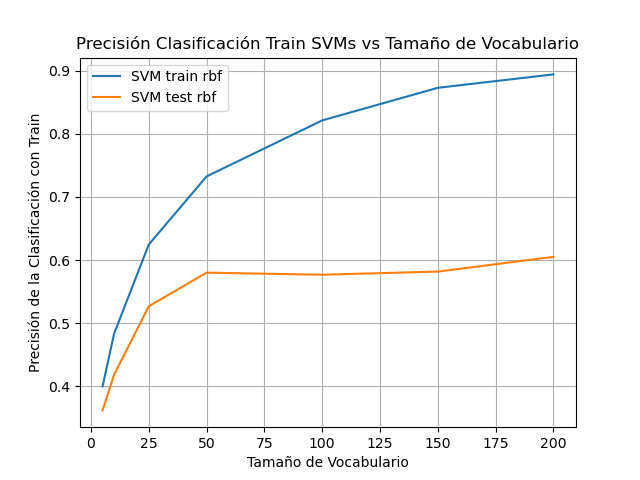 Precisión Clasificación Train SVMs vs Tamaño de Vocabulario
SVM train rbf
SVM test rbf
Precisión de la Clasificación con Train
0.9
0.8
0.7
0.6
0.5
0.4
0 25 50 75 100 125 150 175 200
Tamaño de Vocabulario